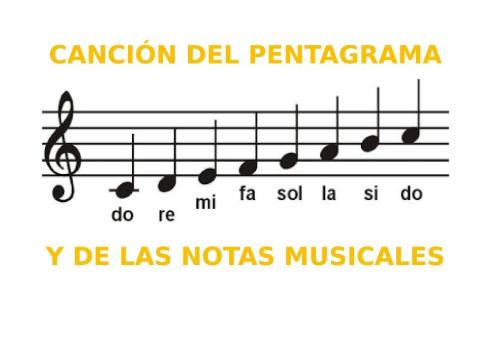 CANCIÓN DEL PENTAGRAMA
do re mi fa sol la si do
Y DE LAS NOTAS MUSICALES